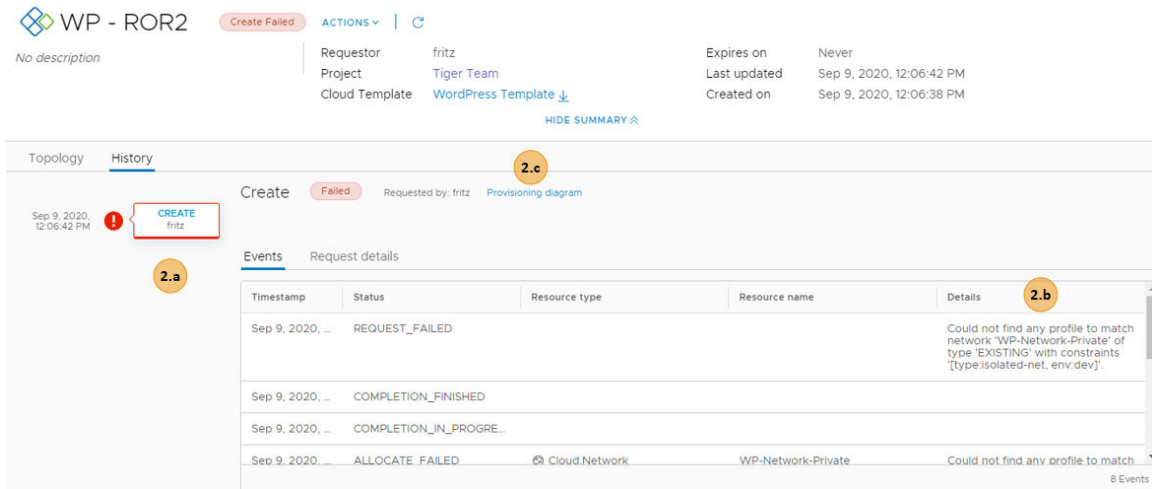 WP - ROR2 Create Failed ACTIONS
No description
Requestor fritz Expires on Never
Project Tiger Team Last updated Sep 9, 2020, 12:06:42 PM
Cloud Template WordPress Template Created on Sep 9, 2020, 12:06:38 PM
HIDE SUMMARY
Topology History
2.c
Create Failed Requested by: fritz Provisioning diagram
Sep 9, 2020,
12:06:42 PM
!
CREATE
fritz
2.a
Events Request details
Timestamp Status Resource type Resource name Details
2.b
Sep 9, 2020, ... REQUEST_FAILED Could not find any profile to match
network 'WP-Network-Private' of
type 'EXISTING' with constraints
'[type:isolated-net, env:dev]'.
Sep 9, 2020, ... COMPLETION_FINISHED
Sep 9, 2020, ... COMPLETION_IN_PROGRE...
Sep 9, 2020, ... ALLOCATE_FAILED Cloud.Network WP-Network-Private Could not find any profile to match
8 Events